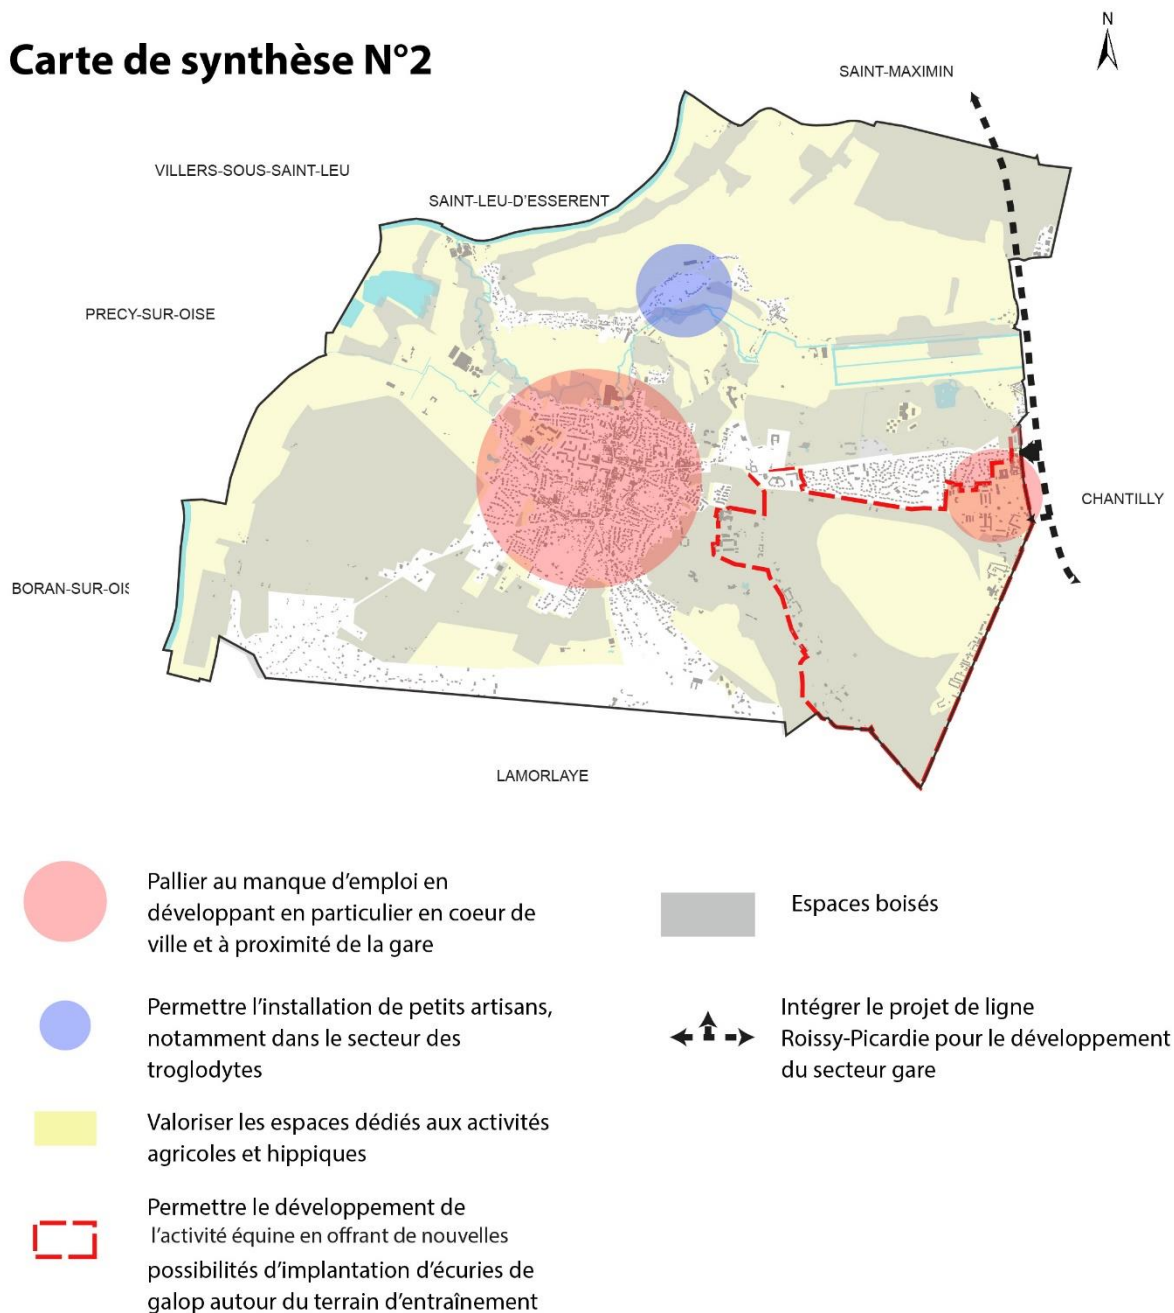 N
Carte de synthèse N°2
SAINT-MAXIMIN
VILLERS-SOUS-SAINT-LEU
SAINT-LEU-D'ESSERENT
PRECY-SUR-OISE
CHANTILLY
BORAN-SUR-OIS
LAMORLAYE
Pallier au manque d'emploi en
développant en particulier en coeur de
ville et à proximité de la gare
Permettre l'installation de petits artisans,
notamment dans le secteur des
troglodytes
Valoriser les espaces dédiés aux activités
agricoles et hippiques
Permettre le développement de
l'activité équine en offrant de nouvelles
possibilités d'implantation d'écuries de
galop autour du terrain d'entraînement
Espaces boisés
Intégrer le projet de ligne
Roissy-Picardie pour le développement
du secteur gare